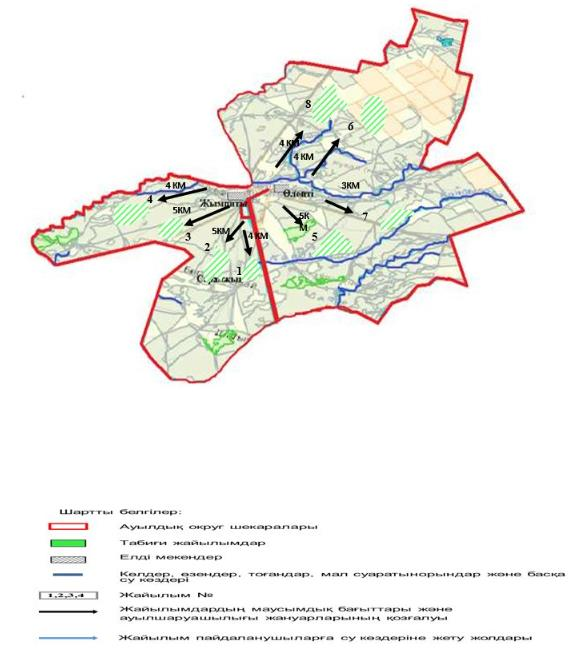 8
6
4 КМ
4 КМ
4 КМ
3КМ
4
Өлеңті
Жымпиты
5КМ
7
3
5К
М
5КМ
4 КМ
5
2
1
Шартты белгілер:
Ауылдық округ шекаралары
Табиғи жайылымдар
Елді мекендер
Көлдер, өзендер, тоғандар, мал суаратынорындар және басқа
су көздері
1,2,3,4 Жайылым №
Жайылымдардың маусымдық бағыттары және
ауылшаруашылығы жануарларының қозғалуы
Жайылым пайдаланушыларға су көздеріне жету жолдары